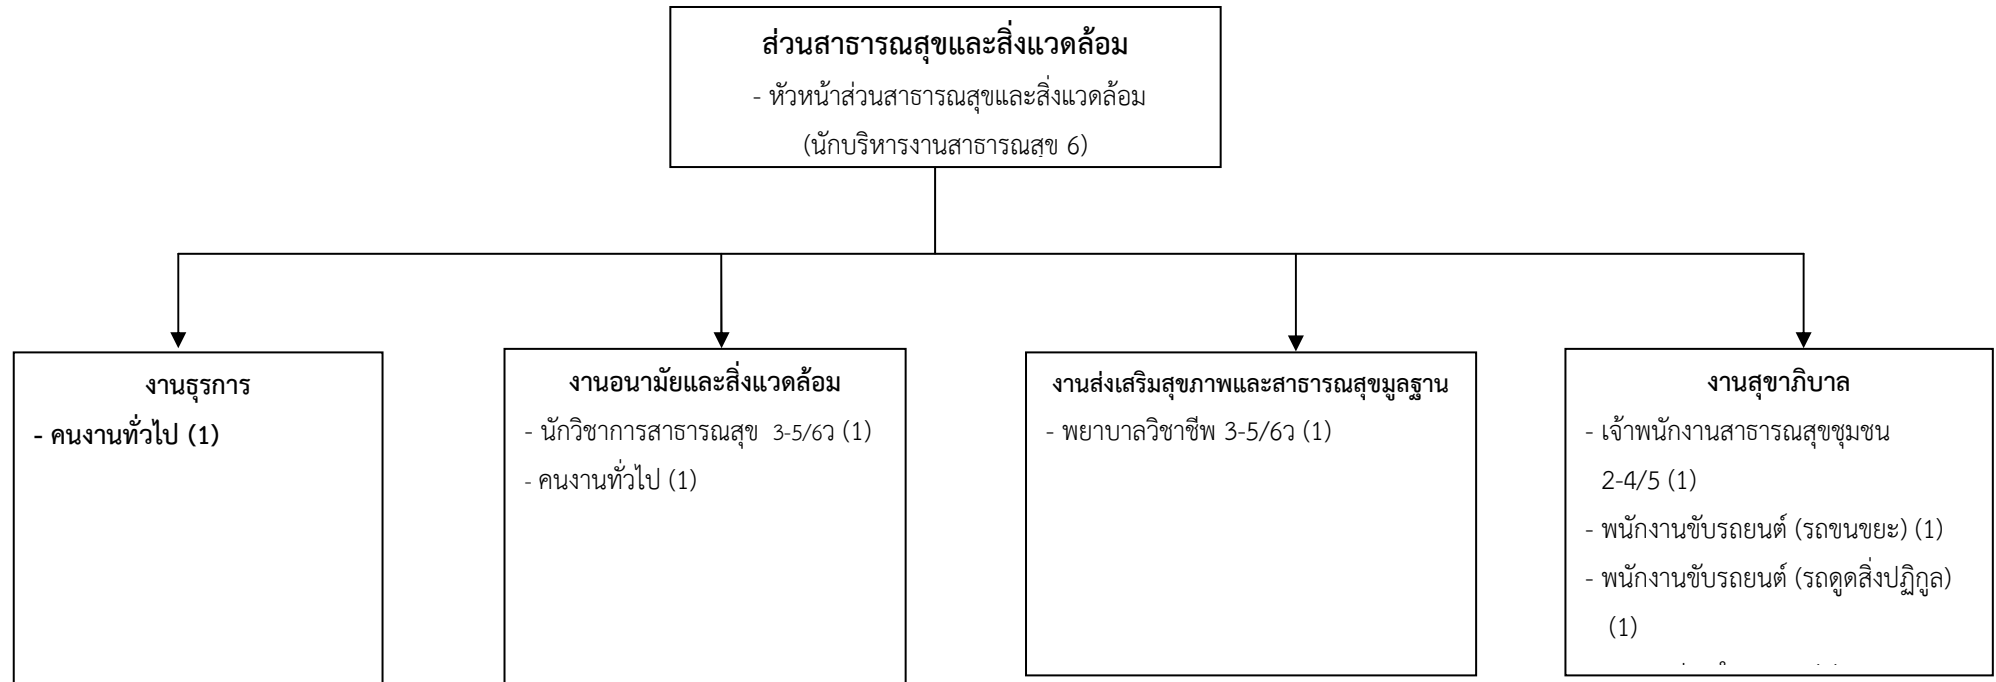 ส่วนสาธารณสุขและสิ่งแวดล้อม
- หัวหน้าส่วนสาธารณสุขและสิ่งแวดล้อม
(นักบริหารงานสาธารณสุข 6)
งานธุรการ
- คนงานทั่วไป (1)
งานอนามัยและสิ่งแวดล้อม
- นักวิชาการสาธารณสุข 3-5/6ว (1)
- คนงานทั่วไป (1)
งานส่งเสริมสุขภาพและสาธารณสุขมูลฐาน
- พยาบาลวิชาชีพ 3-5/6ว (1)
งานสุขาภิบาล
- เจ้าพนักงานสาธารณสุขชุมชน
2-4/5 (1)
- พนักงานขับรถยนต์ (รถขนขยะ) (1)
- พนักงานขับรถยนต์ (รถดูดสิ่งปฏิกูล)
(1)